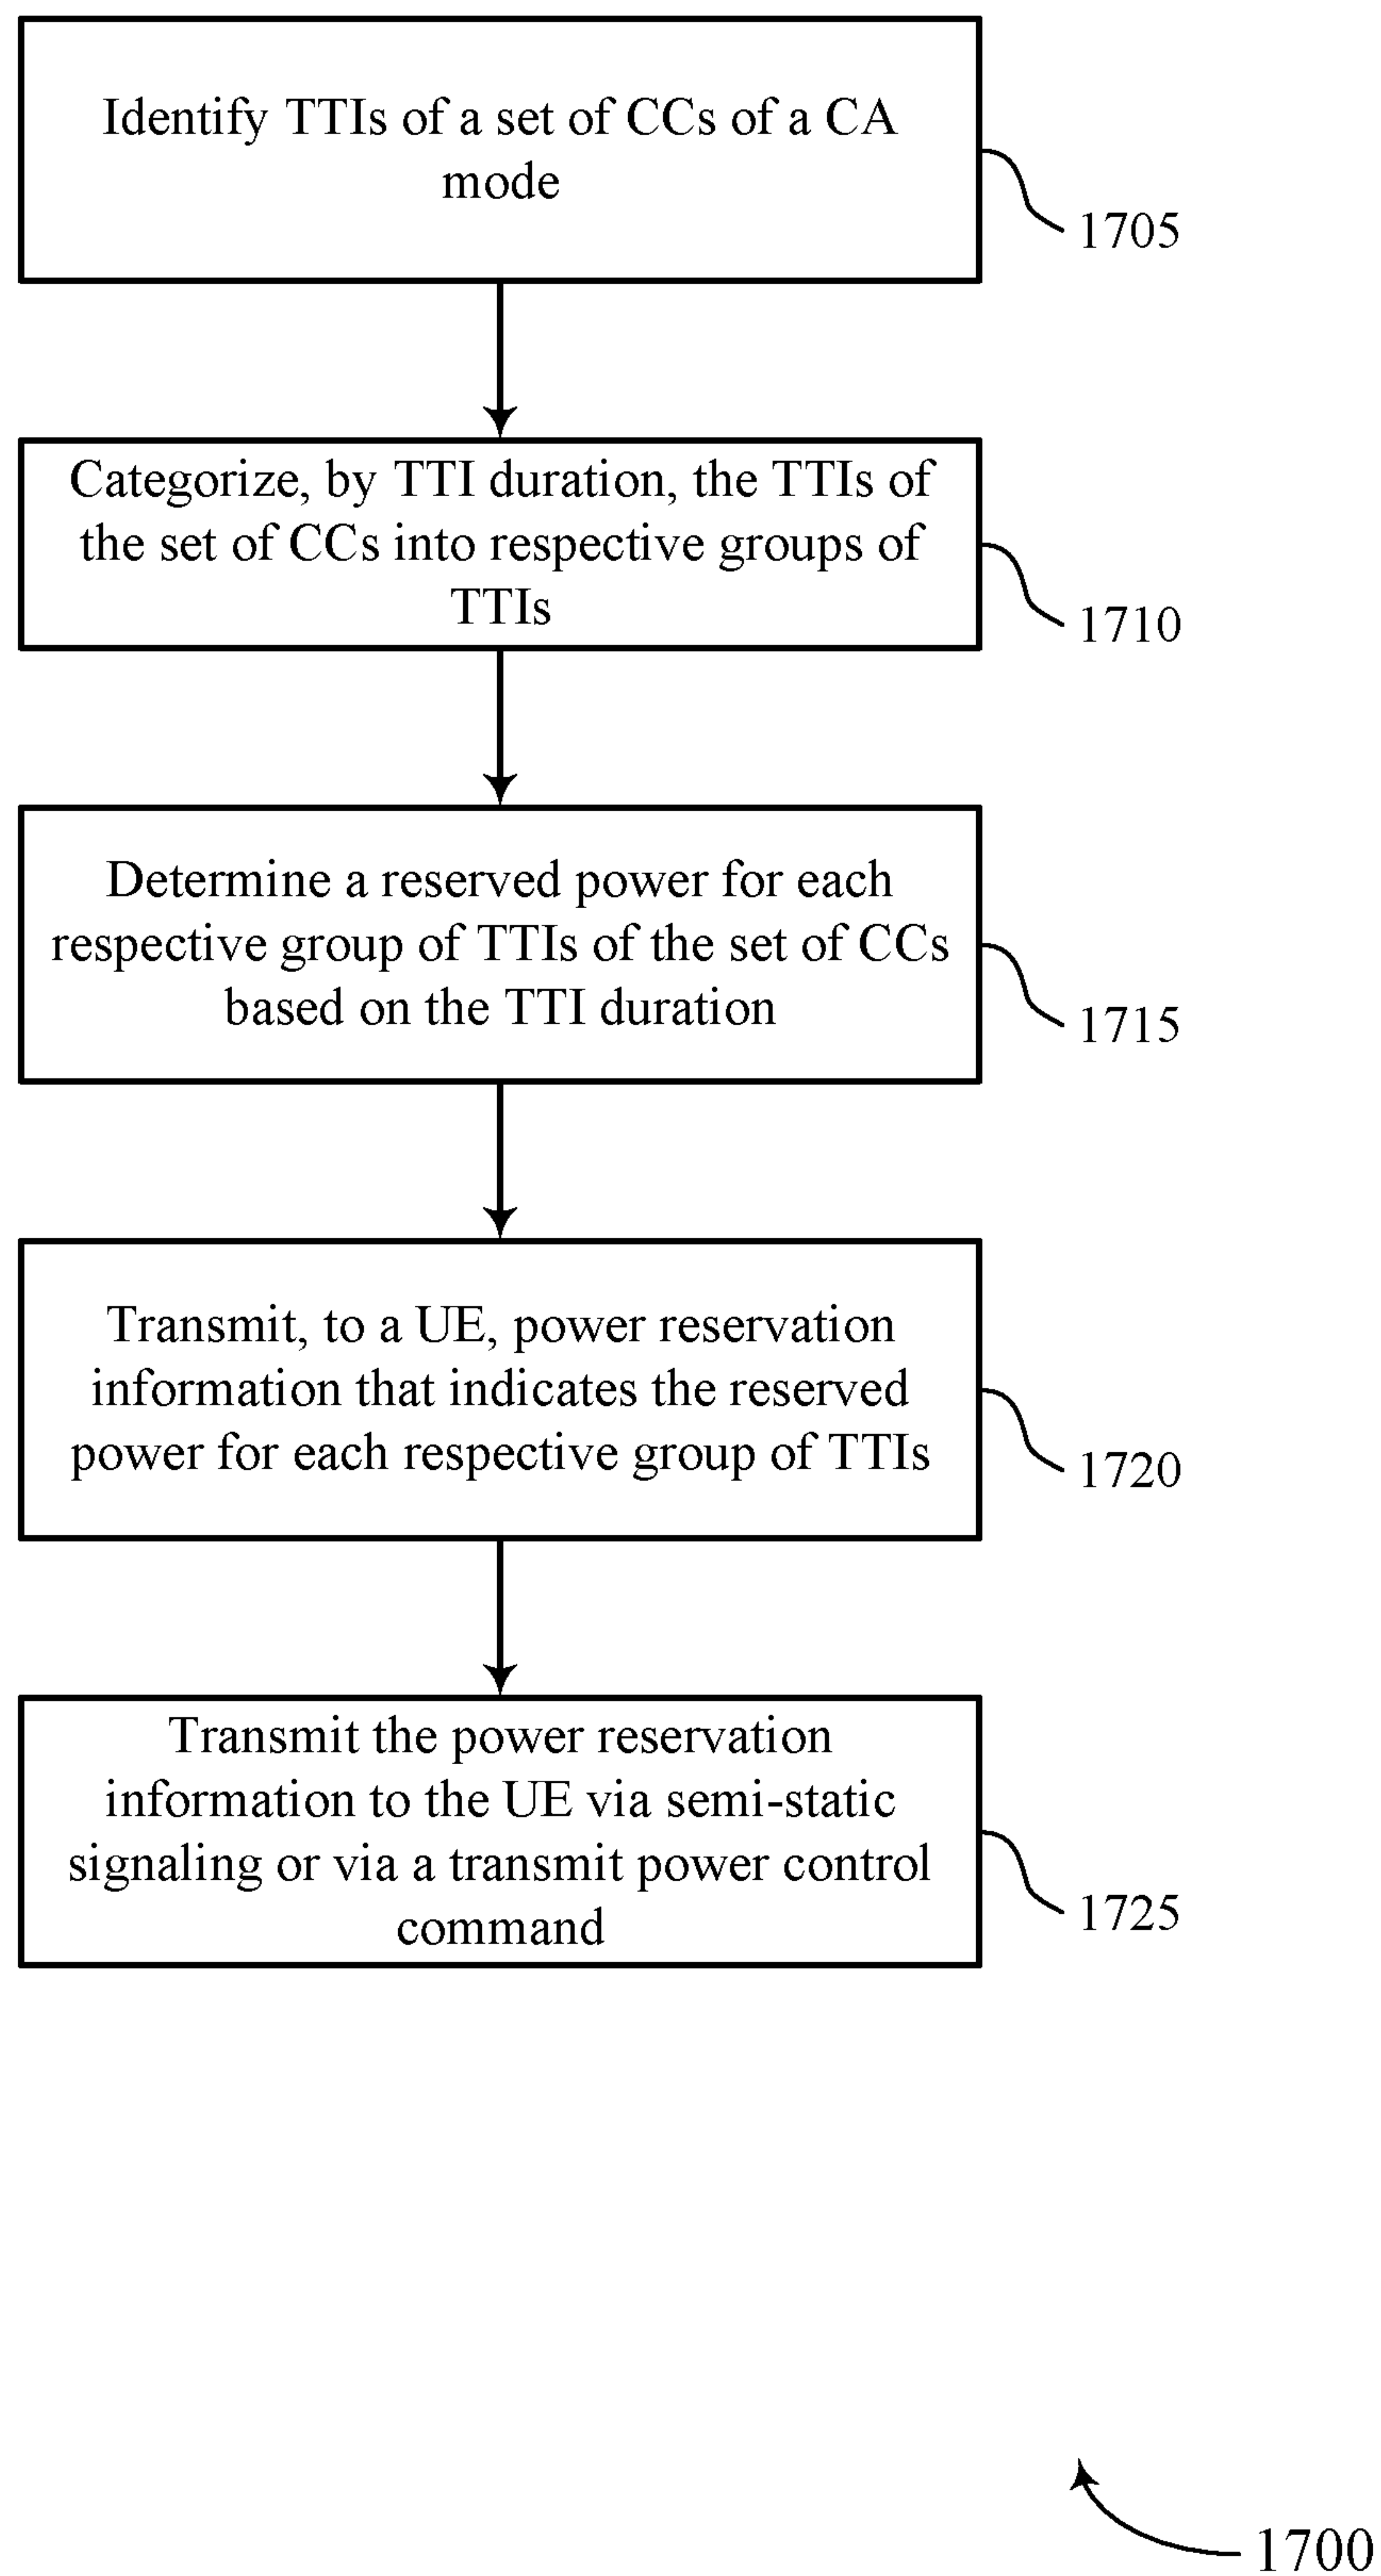 Identify TTIs of a set of CCs of a CA
mode
1705
Categorize, by TTI duration, the TTIs of
the set of CCs into respective groups of
TTIs
1710
Determine a reserved power for each
respective group of TTIs of the set of CCs
based on the TTI duration
1715
Transmit, to a UE, power reservation
information that indicates the reserved
power for each respective group of TTIs
1720
Transmit the power reservation
information to the UE via semi-static
signaling or via a transmit power control
command
1725
1700